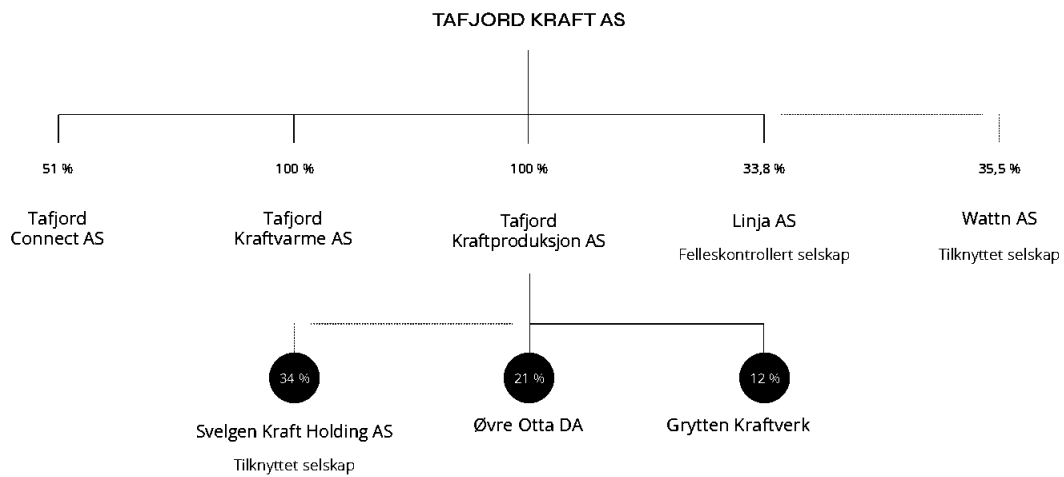 TAFJORD KRAFT AS
51 %
100 %
100 %
33,8 %
35,5 %
Tafjord
Connect AS
Tafjord
Kraftvarme AS
Tafjord
Kraftproduksjon AS
Linja AS
Felleskontrollert selskap
Wattn AS
Tilknyttet selskap
34 %
21 %
12 %
Svelgen Kraft Holding AS
Tilknyttet selskap
Øvre Otta DA
Grytten Kraftverk